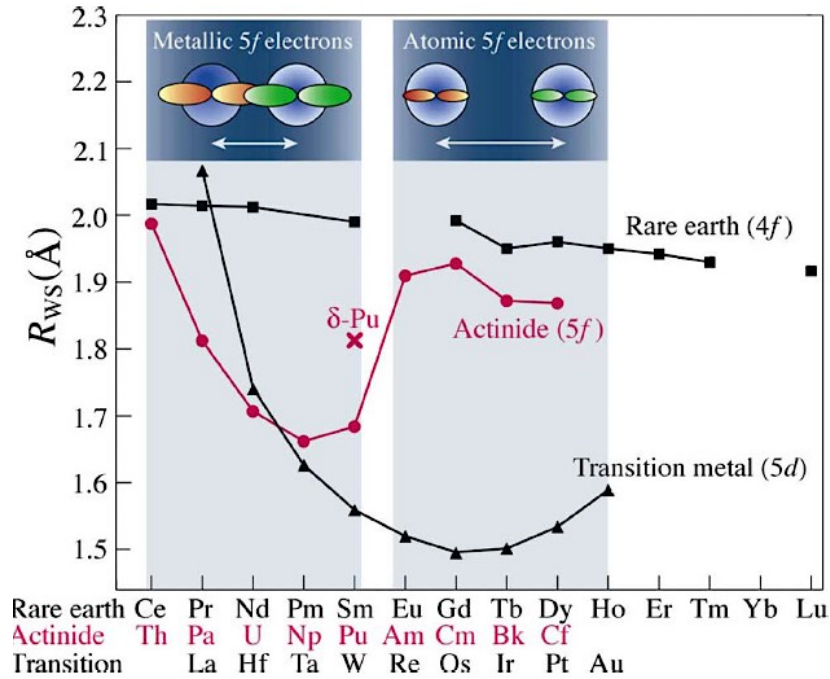 2.3
Metallic 5f electrons
Atomic 5f electrons
2.2
2.1
2.0
Rare earth (4f)
1.9
δ-Pu
Actinide (5f)
1.8
1.7
Transition metal (5d)
1.6
1.5
R_WS(Å)
Rare earth Ce Pr Nd Pm Sm Eu Gd Tb Dy Ho Er Tm Yb Lu
Actinide Th Pa U Np Pu Am Cm Bk Cf
Transition La Hf Ta W Re Os Ir Pt Au